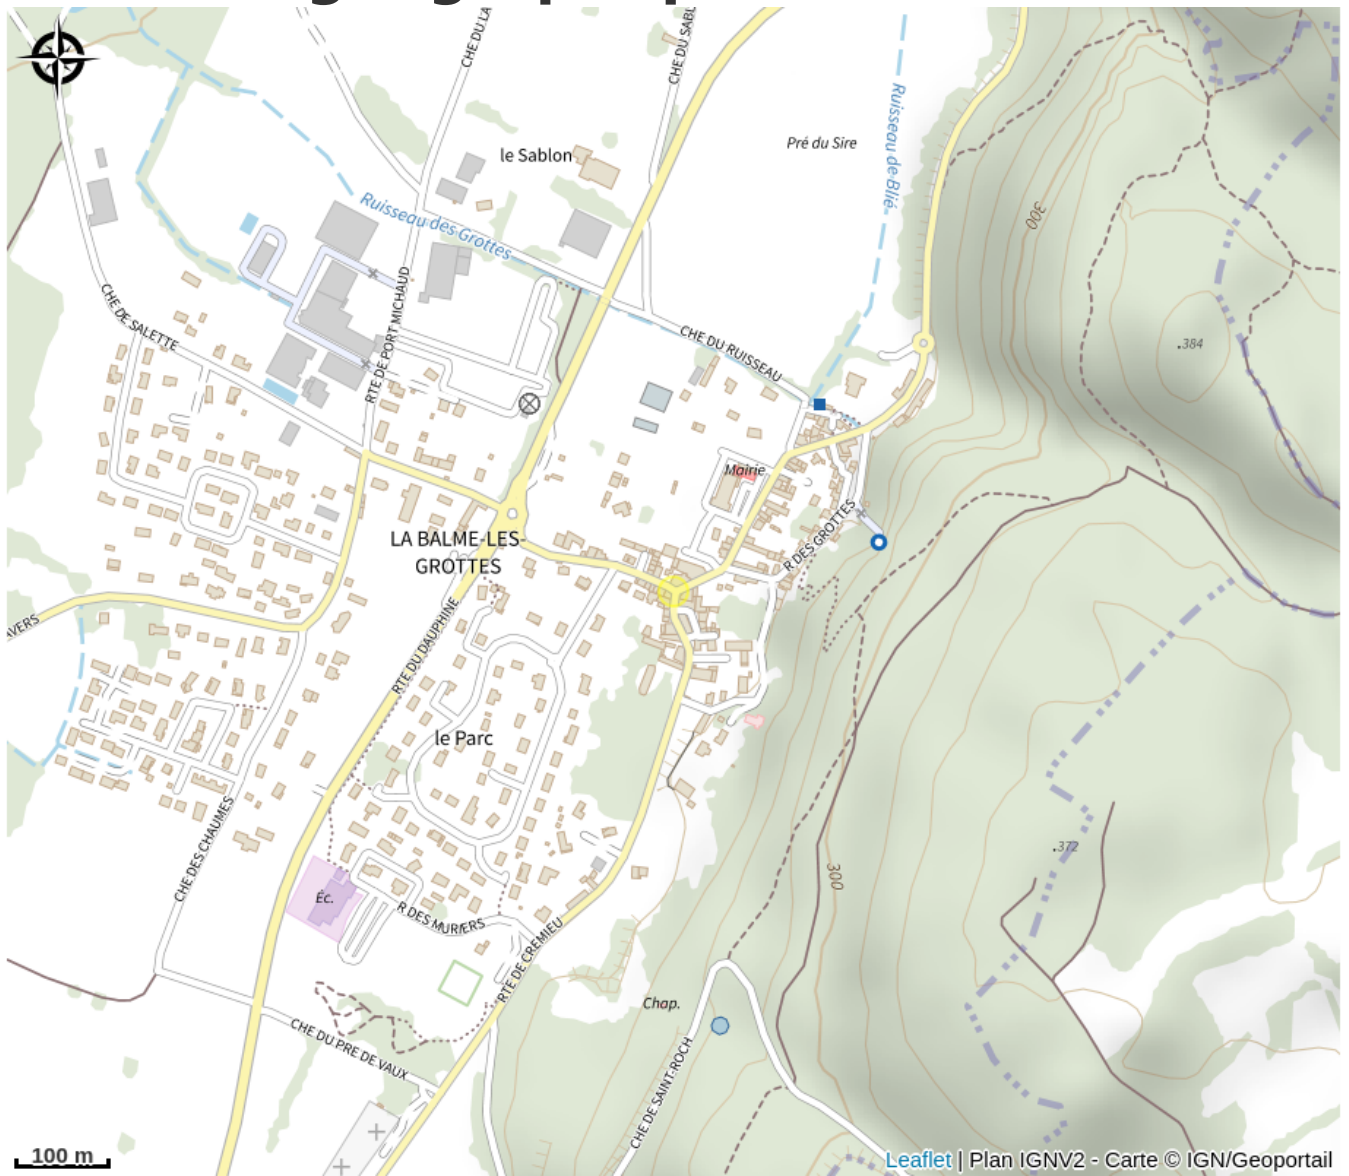 CHE DU LA
CHE DU SABL
Ruisseau de Blié
Pré du Sire
le Sablon
Ruisseau des Grottes
300
CHE DE SALETTE
RTE DE PORT MICHAUD
CHE DU RUISSEAU
.384
Mairie
R DES GROTTES
LA BALME-LES-
GROTTES
AVERS
RTE DU DAUPHINE
le Parc
CHE DES CHAUMES
.372
300
Éc.
R DES MURIERS
RTE DE CREMIEU
Chap.
CHE DU PRE DE VAUX
CHE DE SAINT-ROCH
100 m
Leaflet | Plan IGNV2 - Carte © IGN/Geoportail